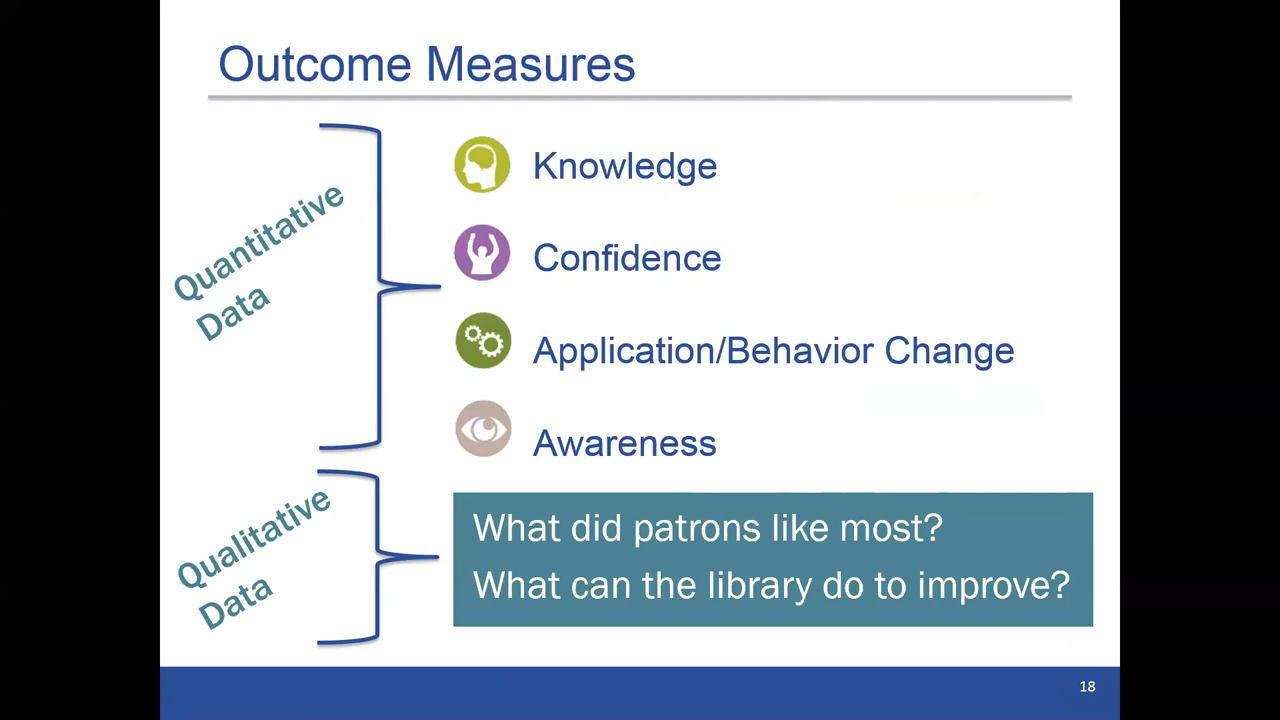 Outcome Measures
Quantitative
Data
Knowledge
Confidence
Application/Behavior Change
Awareness
Qualitative
Data
What did patrons like most?
What can the library do to improve?
18